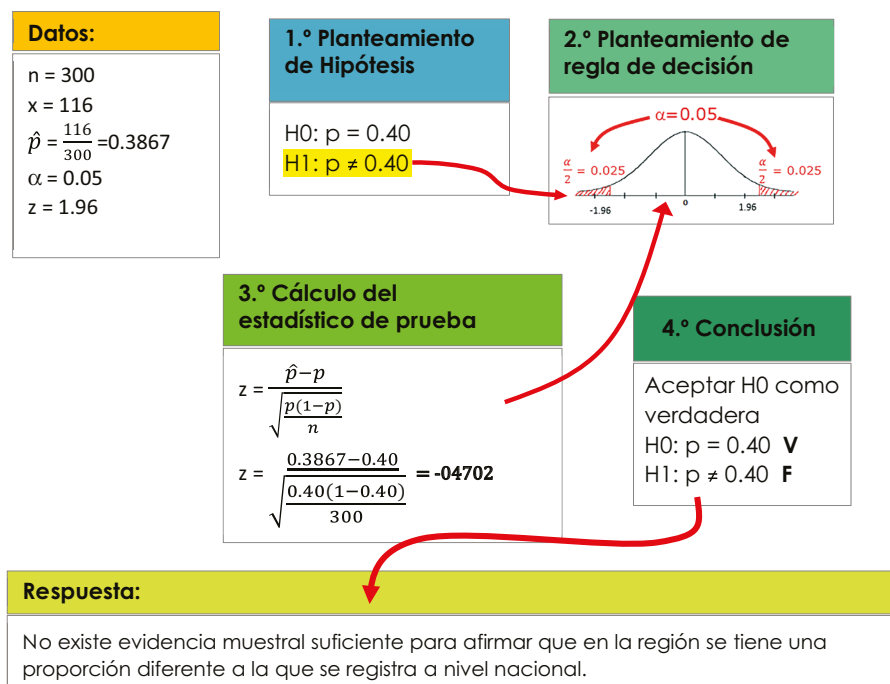 Datos:
n = 300
x = 116
p̂ = 116/300 =0.3867
α = 0.05
z = 1.96
1.º Planteamiento
de Hipótesis
H0: p = 0.40
H1: p ≠ 0.40
2.º Planteamiento de
regla de decisión
α=0.05
α/2 = 0.025
α/2 = 0.025
-1.96
0
1.96
3.º Cálculo del
estadístico de prueba
z = (p̂−p)/√(p(1−p)/n)
z = (0.3867−0.40)/√(0.40(1−0.40)/300) = -04702
4.º Conclusión
Aceptar H0 como
verdadera
H0: p = 0.40 V
H1: p ≠ 0.40 F
Respuesta:
No existe evidencia muestral suficiente para afirmar que en la región se tiene una
proporción diferente a la que se registra a nivel nacional.